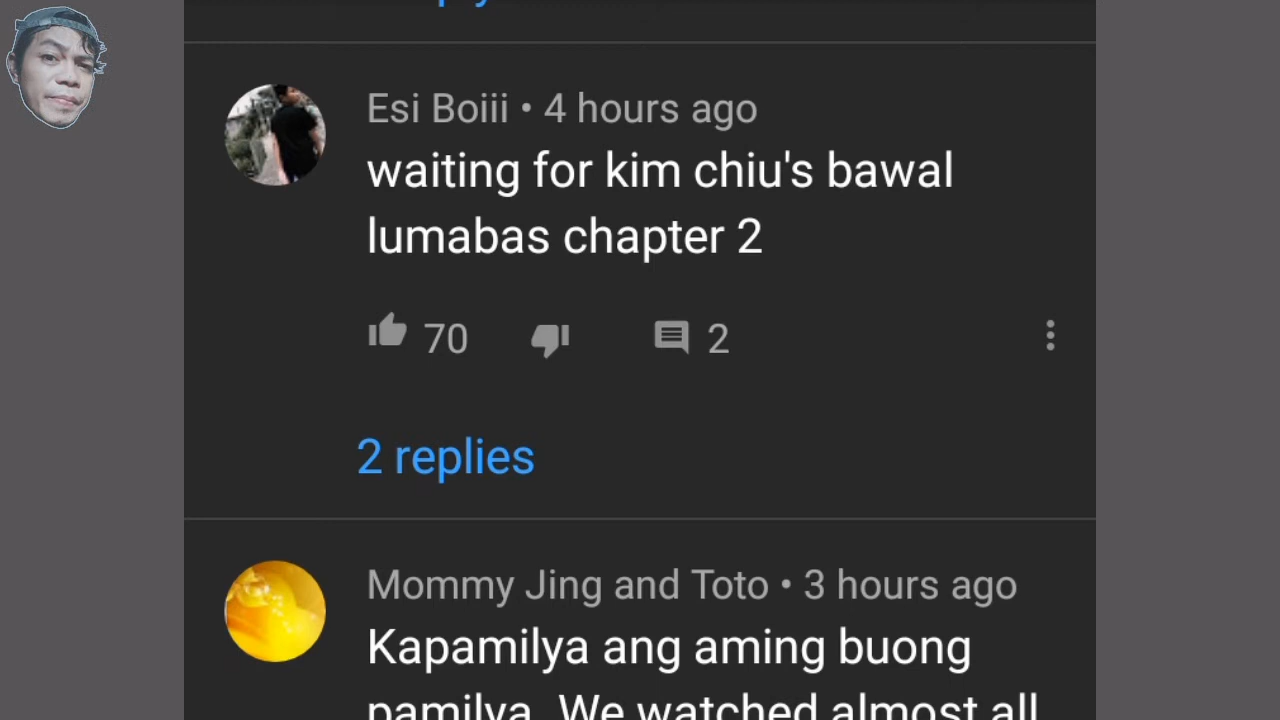 Esi Boiii • 4 hours ago
waiting for kim chiu's bawal
lumabas chapter 2
70 2
2 replies
Mommy Jing and Toto • 3 hours ago
Kapamilya ang aming buong
pamilya. We watched almost all